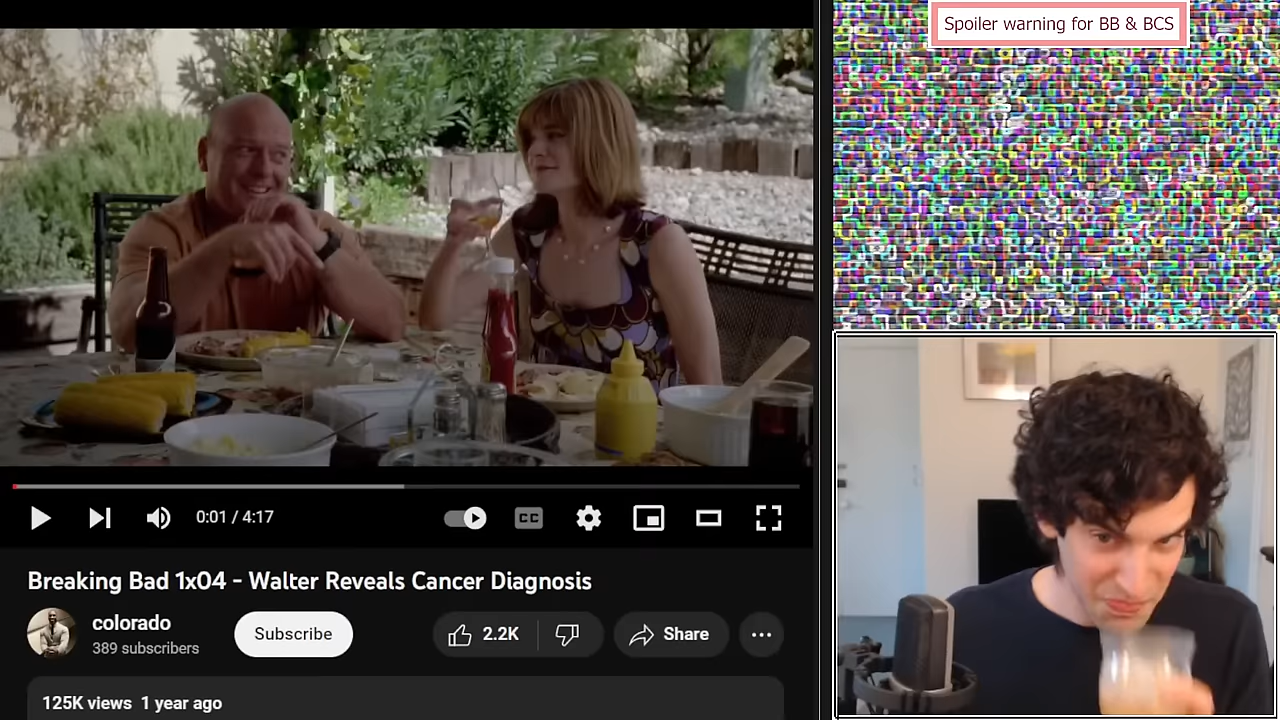 Spoiler warning for BB & BCS
0:01 / 4:17
CC
Breaking Bad 1x04 - Walter Reveals Cancer Diagnosis
colorado
389 subscribers
Subscribe
2.2K
Share
125K views 1 year ago